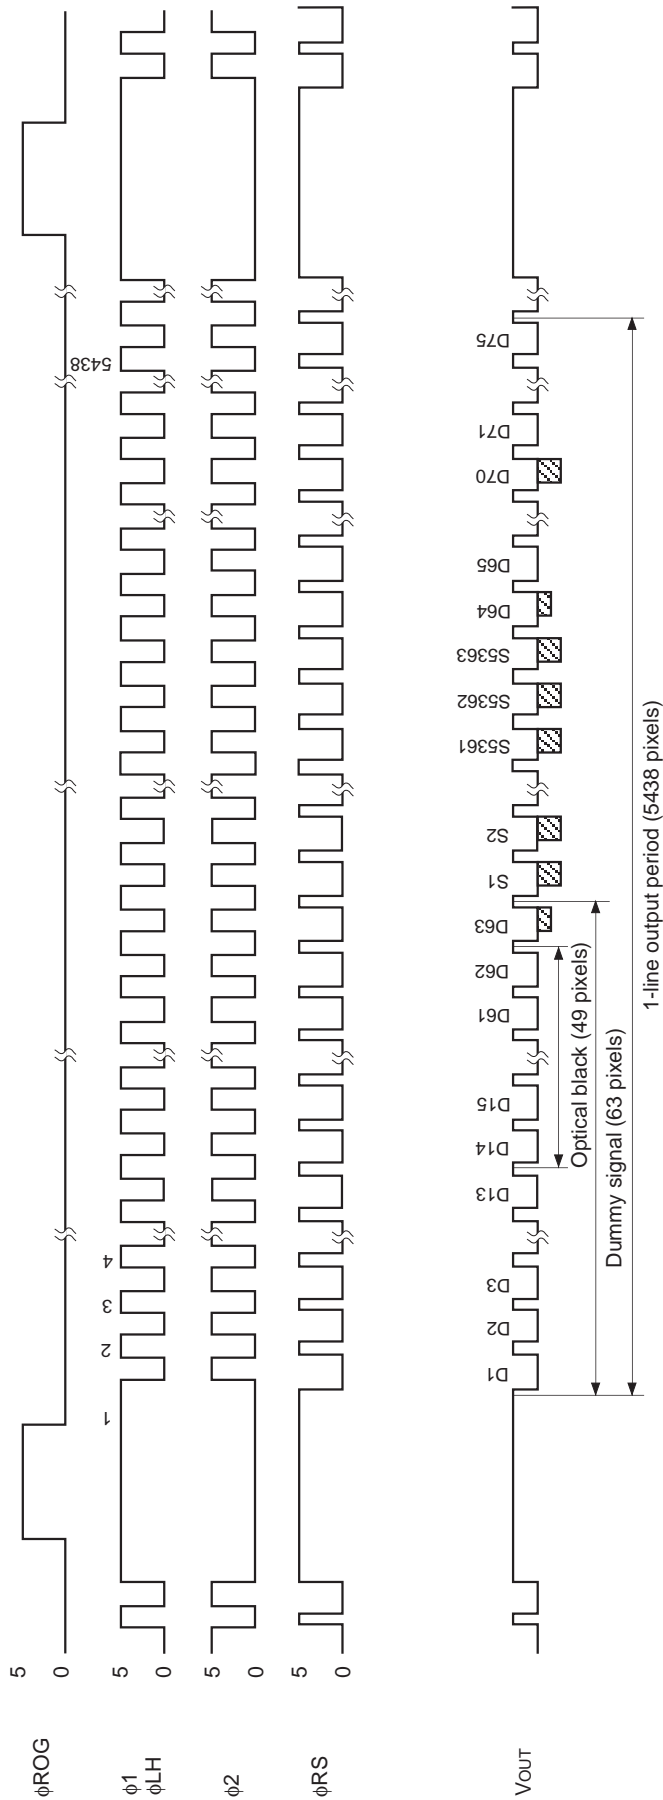 ϕROG
5
0
ϕ1
ϕLH
5
0
1
2
3
4
5438
ϕ2
5
0
ϕRS
5
0
VOUT
D1
D2
D3
D13
D14
D15
D61
D62
D63
S1
S2
S5361
S5362
S5363
D64
D65
D70
D71
D75
Optical black (49 pixels)
Dummy signal (63 pixels)
1-line output period (5438 pixels)